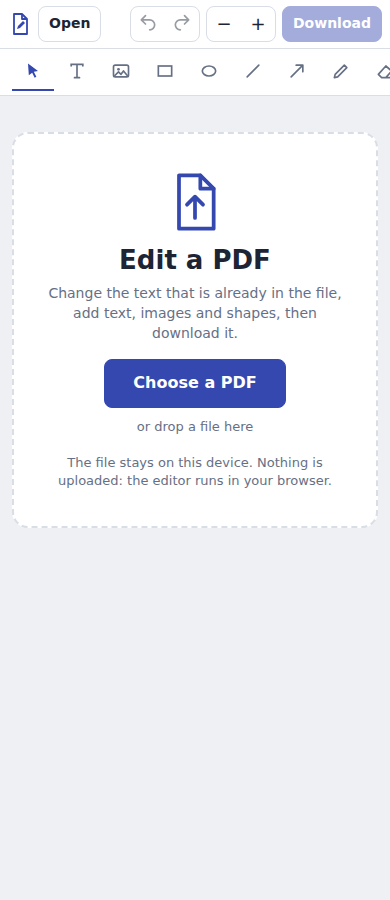 Open
− +
Download
Edit a PDF
Change the text that is already in the file,
add text, images and shapes, then
download it.
Choose a PDF
or drop a file here
The file stays on this device. Nothing is
uploaded: the editor runs in your browser.